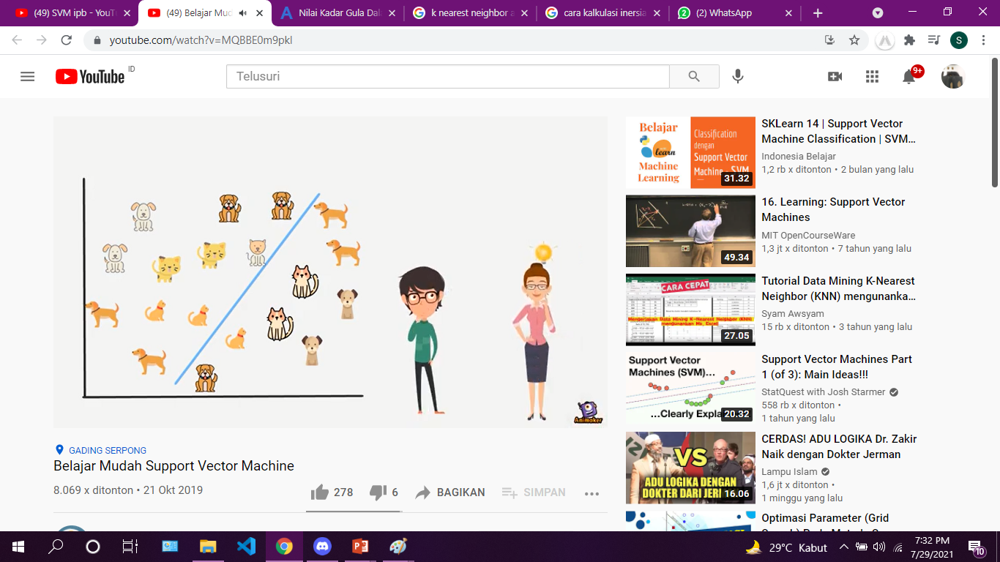 (49) SVM ipb - YouT
(49) Belajar Mud
Nilai Kadar Gula Dal
k nearest neighbor a
cara kalkulasi inersia
(2) WhatsApp
youtube.com/watch?v=MQBBE0m9pkI
S
YouTube ID
Telusuri
9+
Animaker
GADING SERPONG
Belajar Mudah Support Vector Machine
8.069 x ditonton • 21 Okt 2019
278
6
BAGIKAN
SIMPAN
Belajar
learn
Machine
Learning
Classification
dengan
Support Vector
Machine - SVM
31.32
SKLearn 14 | Support Vector
Machine Classification | SVM...
Indonesia Belajar
1,2 rb x ditonton • 2 bulan yang lalu
49.34
16. Learning: Support Vector
Machines
MIT OpenCourseWare
1,3 jt x ditonton • 7 tahun yang lalu
CARA CEPAT
Mengerjakan Data Mining K-Nearest Neighbor (KNN)
mengunakan Ms. Excel
27.05
Tutorial Data Mining K-Nearest
Neighbor (KNN) mengunanka...
Syam Awsyam
15 rb x ditonton • 3 tahun yang lalu
Support Vector
Machines (SVM)...
...Clearly Expla
20.32
Support Vector Machines Part
1 (of 3): Main Ideas!!!
StatQuest with Josh Starmer
558 rb x ditonton •
1 tahun yang lalu
VS
ADU LOGIKA DENGAN
DOKTER DARI JER
16.06
CERDAS! ADU LOGIKA Dr. Zakir
Naik dengan Dokter Jerman
Lampu Islam
1,6 jt x ditonton •
1 minggu yang lalu
Optimasi Parameter (Grid
29°C Kabut
7:32 PM
7/29/2021
10